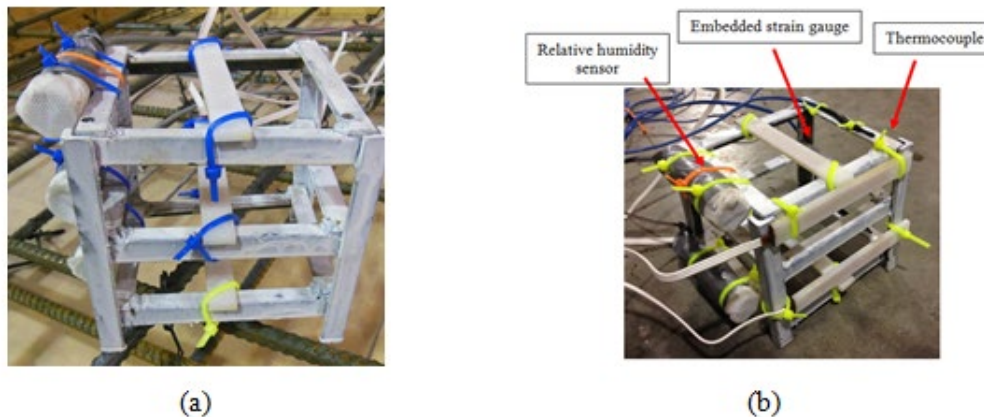 Embedded strain gauge
Thermocouple
Relative humidity
sensor
(a)
(b)